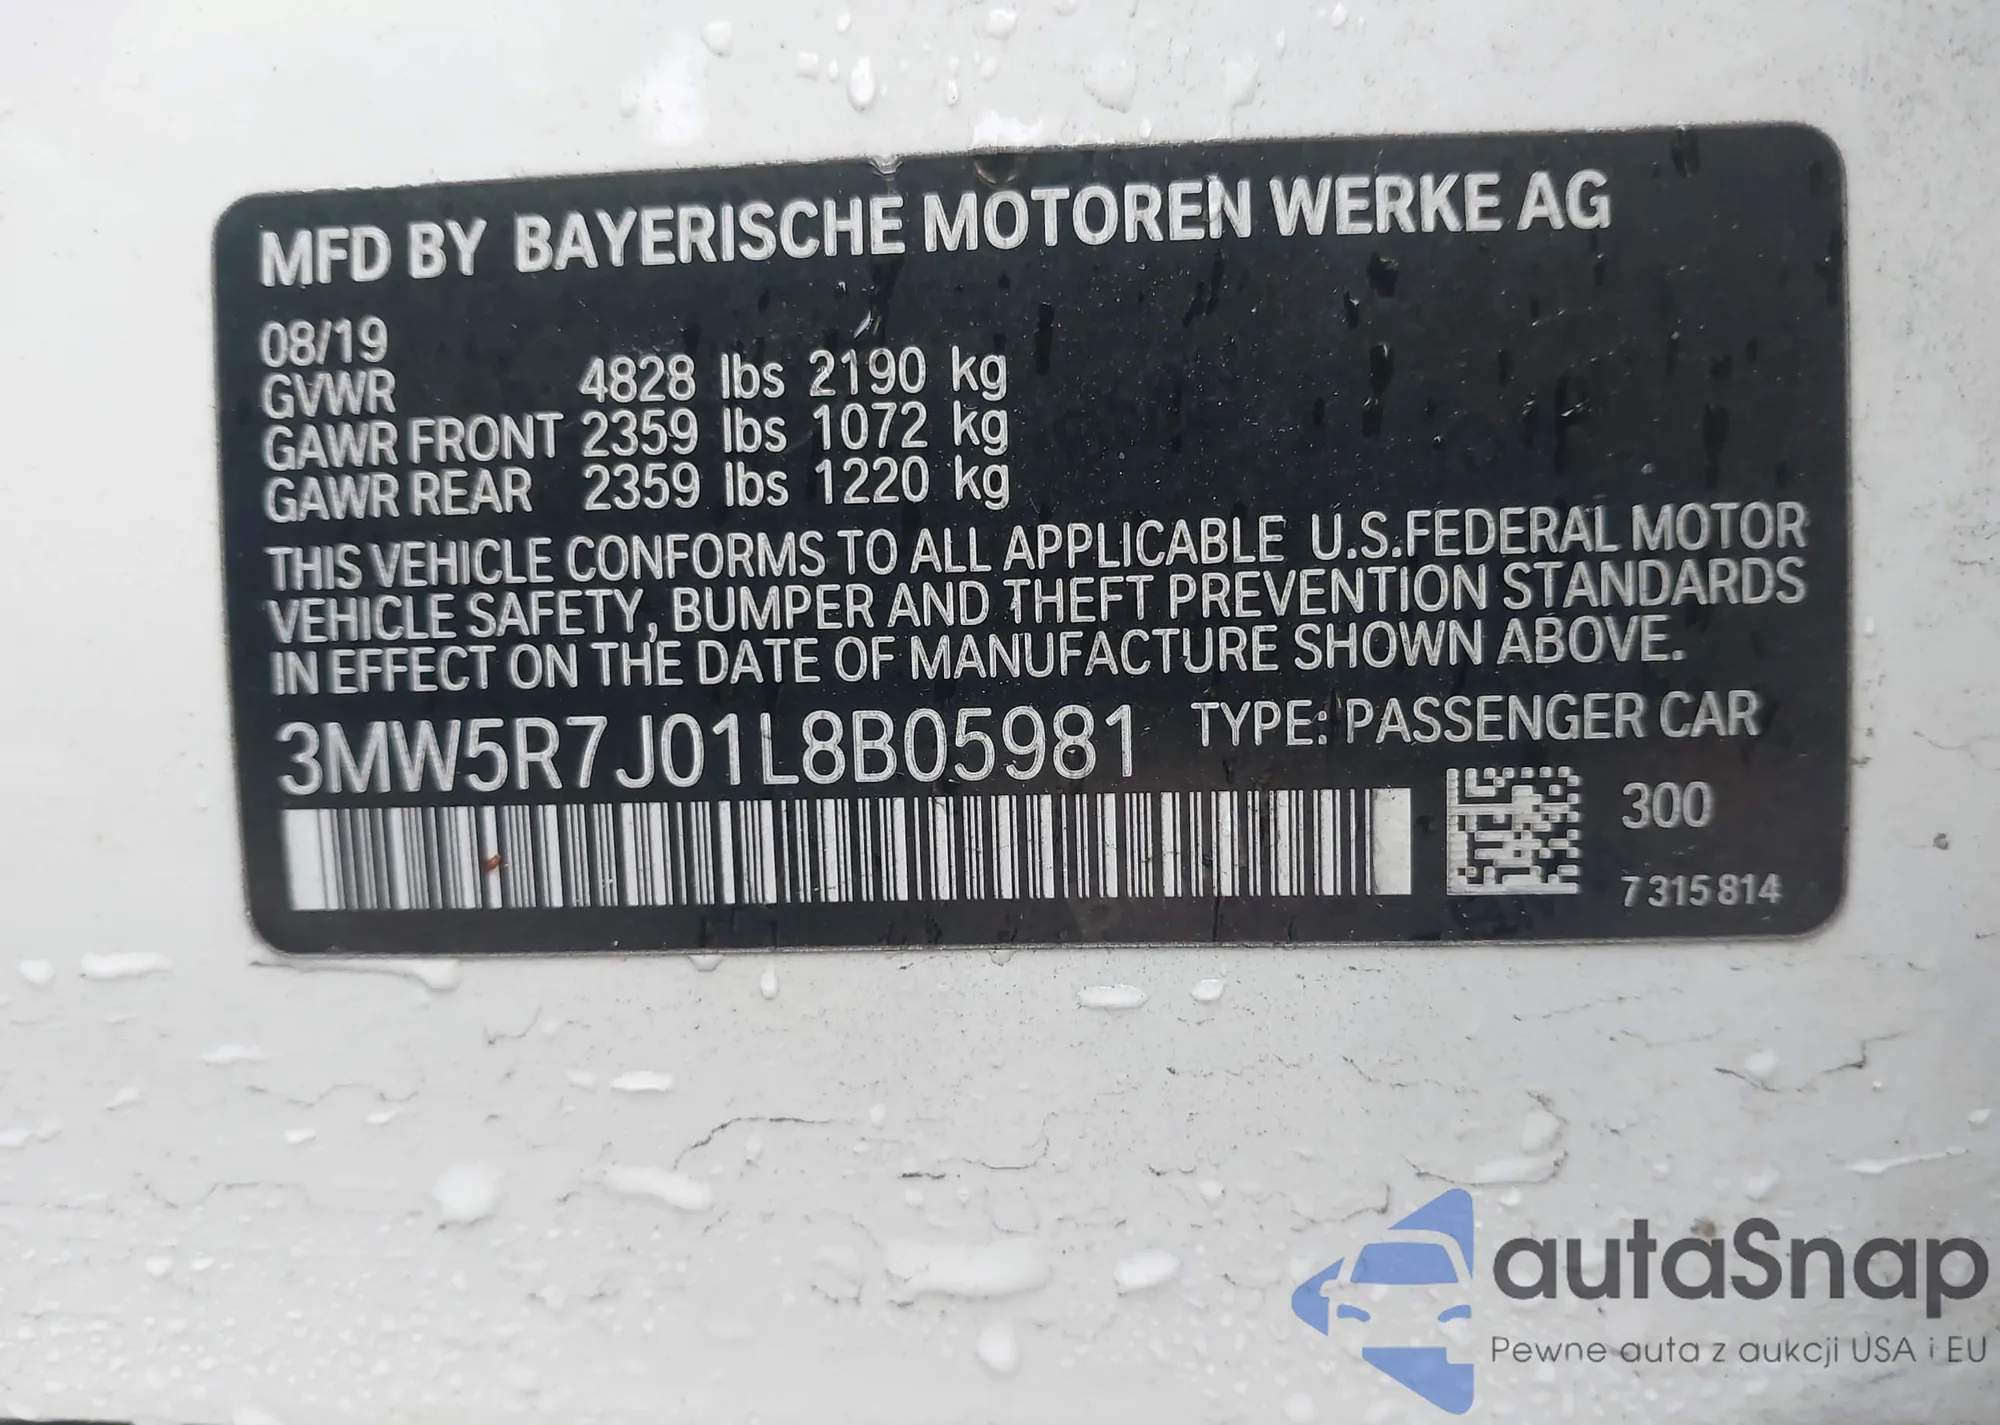 MFD BY BAYERISCHE MOTOREN WERKE AG
08/19
GVWR 4828 lbs 2190 kg
GAWR FRONT 2359 lbs 1072 kg
GAWR REAR 2359 lbs 1220 kg
THIS VEHICLE CONFORMS TO ALL APPLICABLE U.S.FEDERAL MOTOR
VEHICLE SAFETY, BUMPER AND THEFT PREVENTION STANDARDS
IN EFFECT ON THE DATE OF MANUFACTURE SHOWN ABOVE.
3MW5R7J01L8B05981 TYPE: PASSENGER CAR
300
7 315 814
autaSnap
Pewne auta z aukcji USA i EU